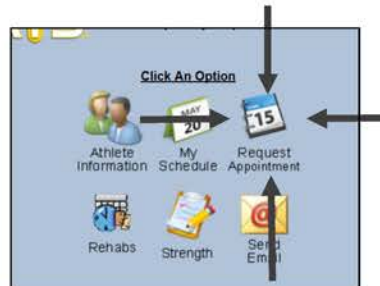 Click An Option
MAY
20
15
Athlete
Information
My
Schedule
Request
Appointment
Rehabs
Strength
Send
Email